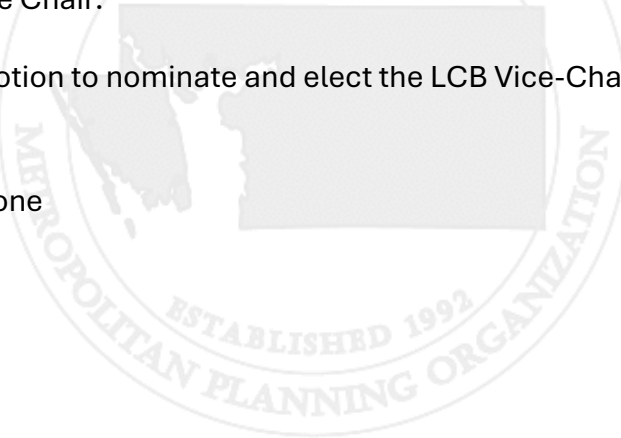 e Chair.
otion to nominate and elect the LCB Vice-Cha
one
METROPOLITAN PLANNING ORGANIZATION
ESTABLISHED 1992